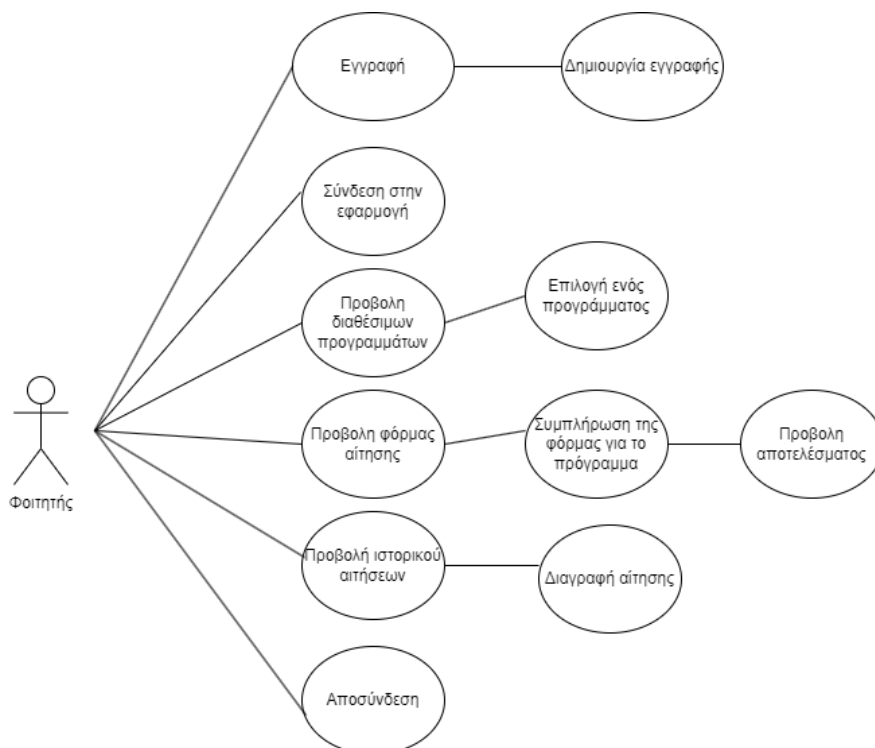 Εγγραφή
Δημιουργία εγγραφής
Σύνδεση στην
εφαρμογή
Προβολη
διαθέσιμων
προγραμμάτων
Επιλογή ενός
προγράμματος
Προβολη φόρμας
αίτησης
Συμπλήρωση της
φόρμας για το
πρόγραμμα
Προβολη
αποτελέσματος
Φοιτητής
Προβολή ιστορικού
αιτήσεων
Διαγραφή αίτησης
Αποσύνδεση